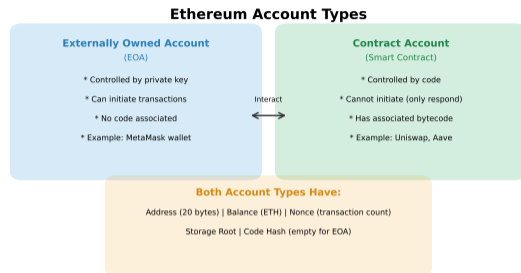 Ethereum Account Types
Externally Owned Account
(EOA)
* Controlled by private key
* Can initiate transactions
* No code associated
* Example: MetaMask wallet
Interact
Contract Account
(Smart Contract)
* Controlled by code
* Cannot initiate (only respond)
* Has associated bytecode
* Example: Uniswap, Aave
Both Account Types Have:
Address (20 bytes) | Balance (ETH) | Nonce (transaction count)
Storage Root | Code Hash (empty for EOA)